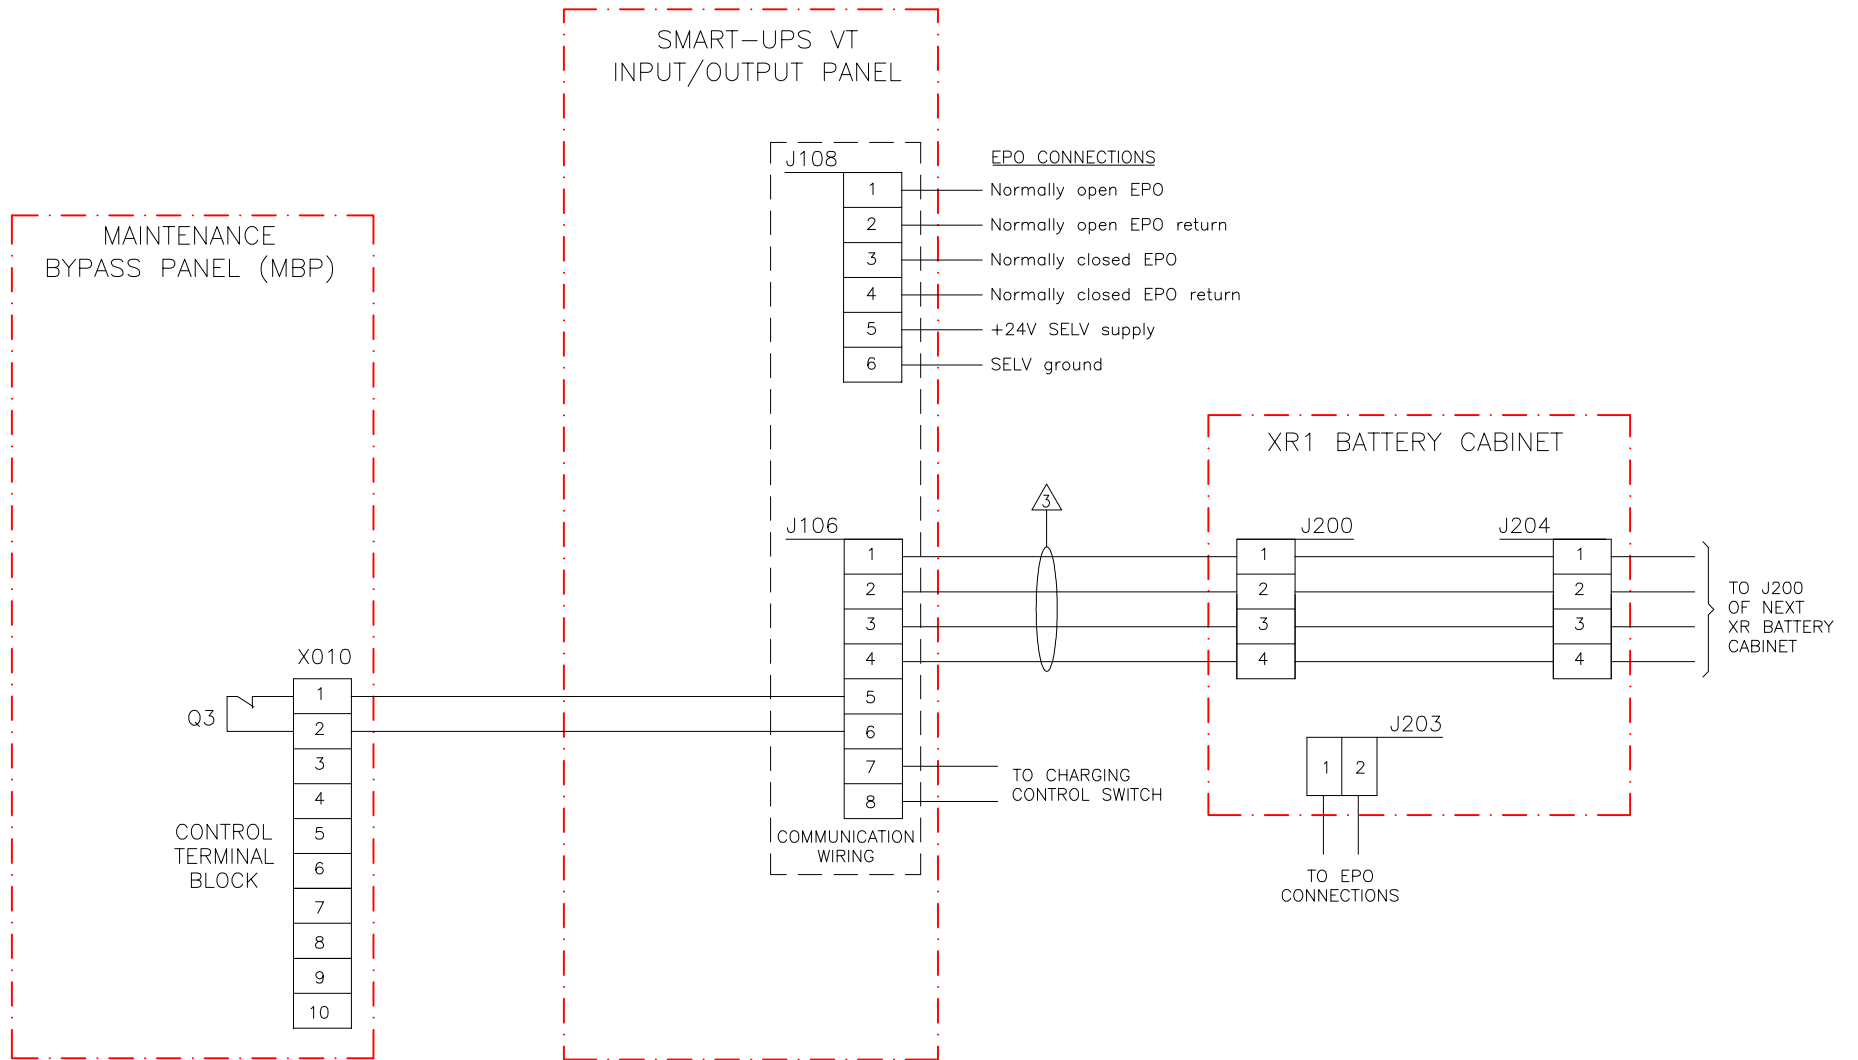 SMART-UPS VT
INPUT/OUTPUT PANEL
MAINTENANCE
BYPASS PANEL (MBP)
X010
Q3
1
2
3
4
5
6
7
8
9
10
CONTROL
TERMINAL
BLOCK
J108
1
2
3
4
5
6
EPO CONNECTIONS
Normally open EPO
Normally open EPO return
Normally closed EPO
Normally closed EPO return
+24V SELV supply
SELV ground
J106
1
2
3
4
5
6
7
8
COMMUNICATION
WIRING
3
TO CHARGING
CONTROL SWITCH
XR1 BATTERY CABINET
J200
1
2
3
4
J204
1
2
3
4
TO J200
OF NEXT
XR BATTERY
CABINET
J203
1 2
TO EPO
CONNECTIONS